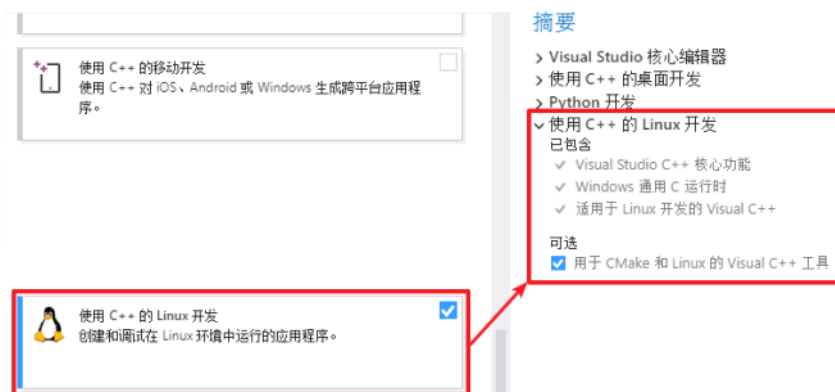 使用 C++ 的移动开发
使用 C++ 对 iOS、Android 或 Windows 生成跨平台应用程
序。
使用 C++ 的 Linux 开发
创建和调试在 Linux 环境中运行的应用程序。
摘要
Visual Studio 核心编辑器
使用 C++ 的桌面开发
Python 开发
使用 C++ 的 Linux 开发
已包含
Visual Studio C++ 核心功能
Windows 通用 C 运行时
适用于 Linux 开发的 Visual C++
可选
用于 CMake 和 Linux 的 Visual C++ 工具